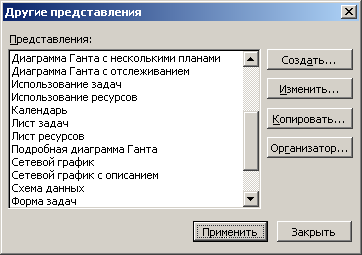 Другие представления
Представления:
Диаграмма Ганта с несколькими планами
Диаграмма Ганта с отслеживанием
Использование задач
Использование ресурсов
Календарь
Лист задач
Лист ресурсов
Подробная диаграмма Ганта
Сетевой график
Сетевой график с описанием
Схема данных
Форма задач
Создать...
Изменить...
Копировать...
Организатор...
Применить
Закрыть